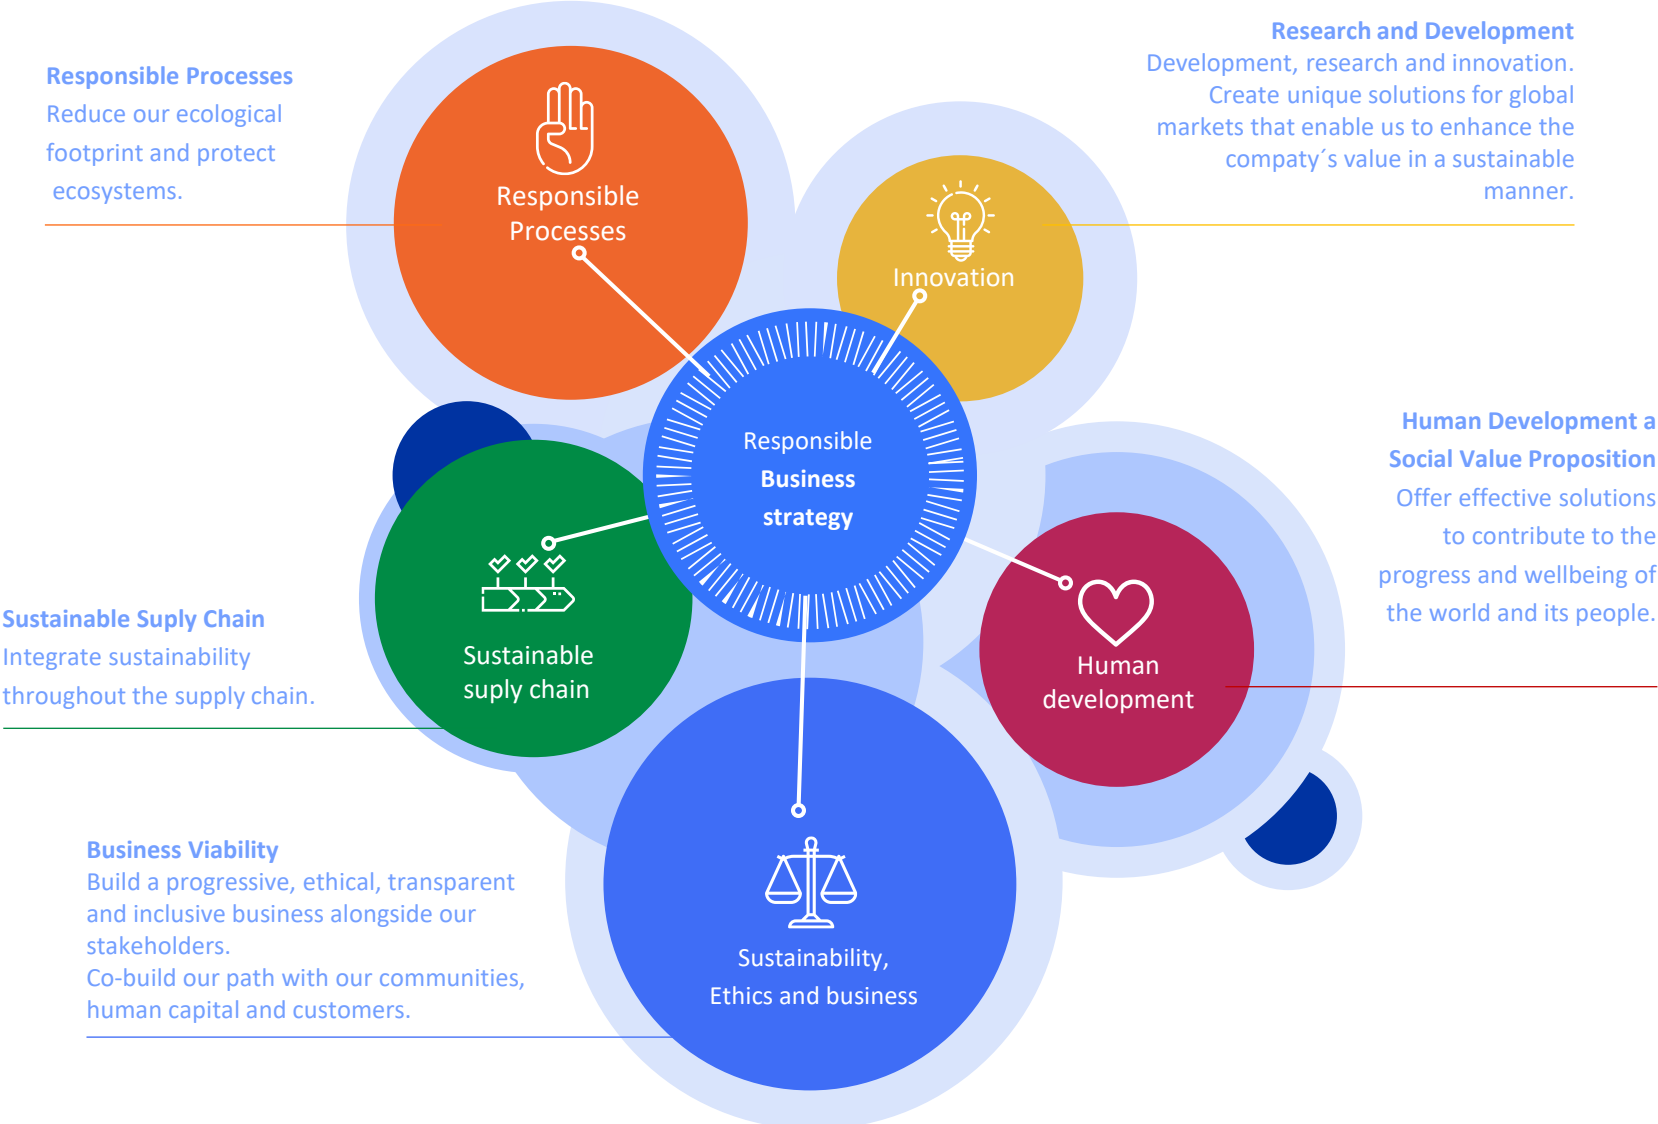 Responsible Processes
Reduce our ecological
footprint and protect
ecosystems.
Research and Development
Development, research and innovation.
Create unique solutions for global
markets that enable us to enhance the
compaty´s value in a sustainable
manner.
Responsible
Processes
Innovation
Responsible
Business
strategy
Human Development a
Social Value Proposition
Offer effective solutions
to contribute to the
progress and wellbeing of
the world and its people.
Sustainable Suply Chain
Integrate sustainability
throughout the supply chain.
Sustainable
suply chain
Human
development
Business Viability
Build a progressive, ethical, transparent
and inclusive business alongside our
stakeholders.
Co-build our path with our communities,
human capital and customers.
Sustainability,
Ethics and business